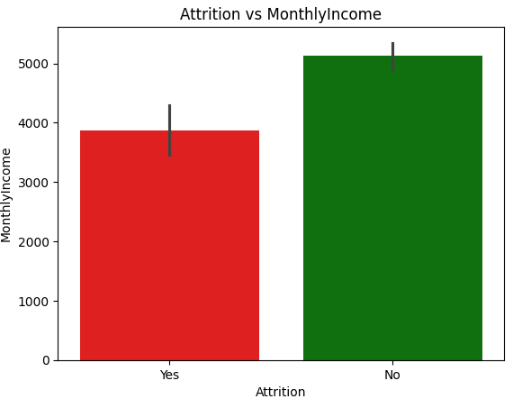 Attrition vs MonthlyIncome
MonthlyIncome
5000
4000
3000
2000
1000
0
Yes
No
Attrition